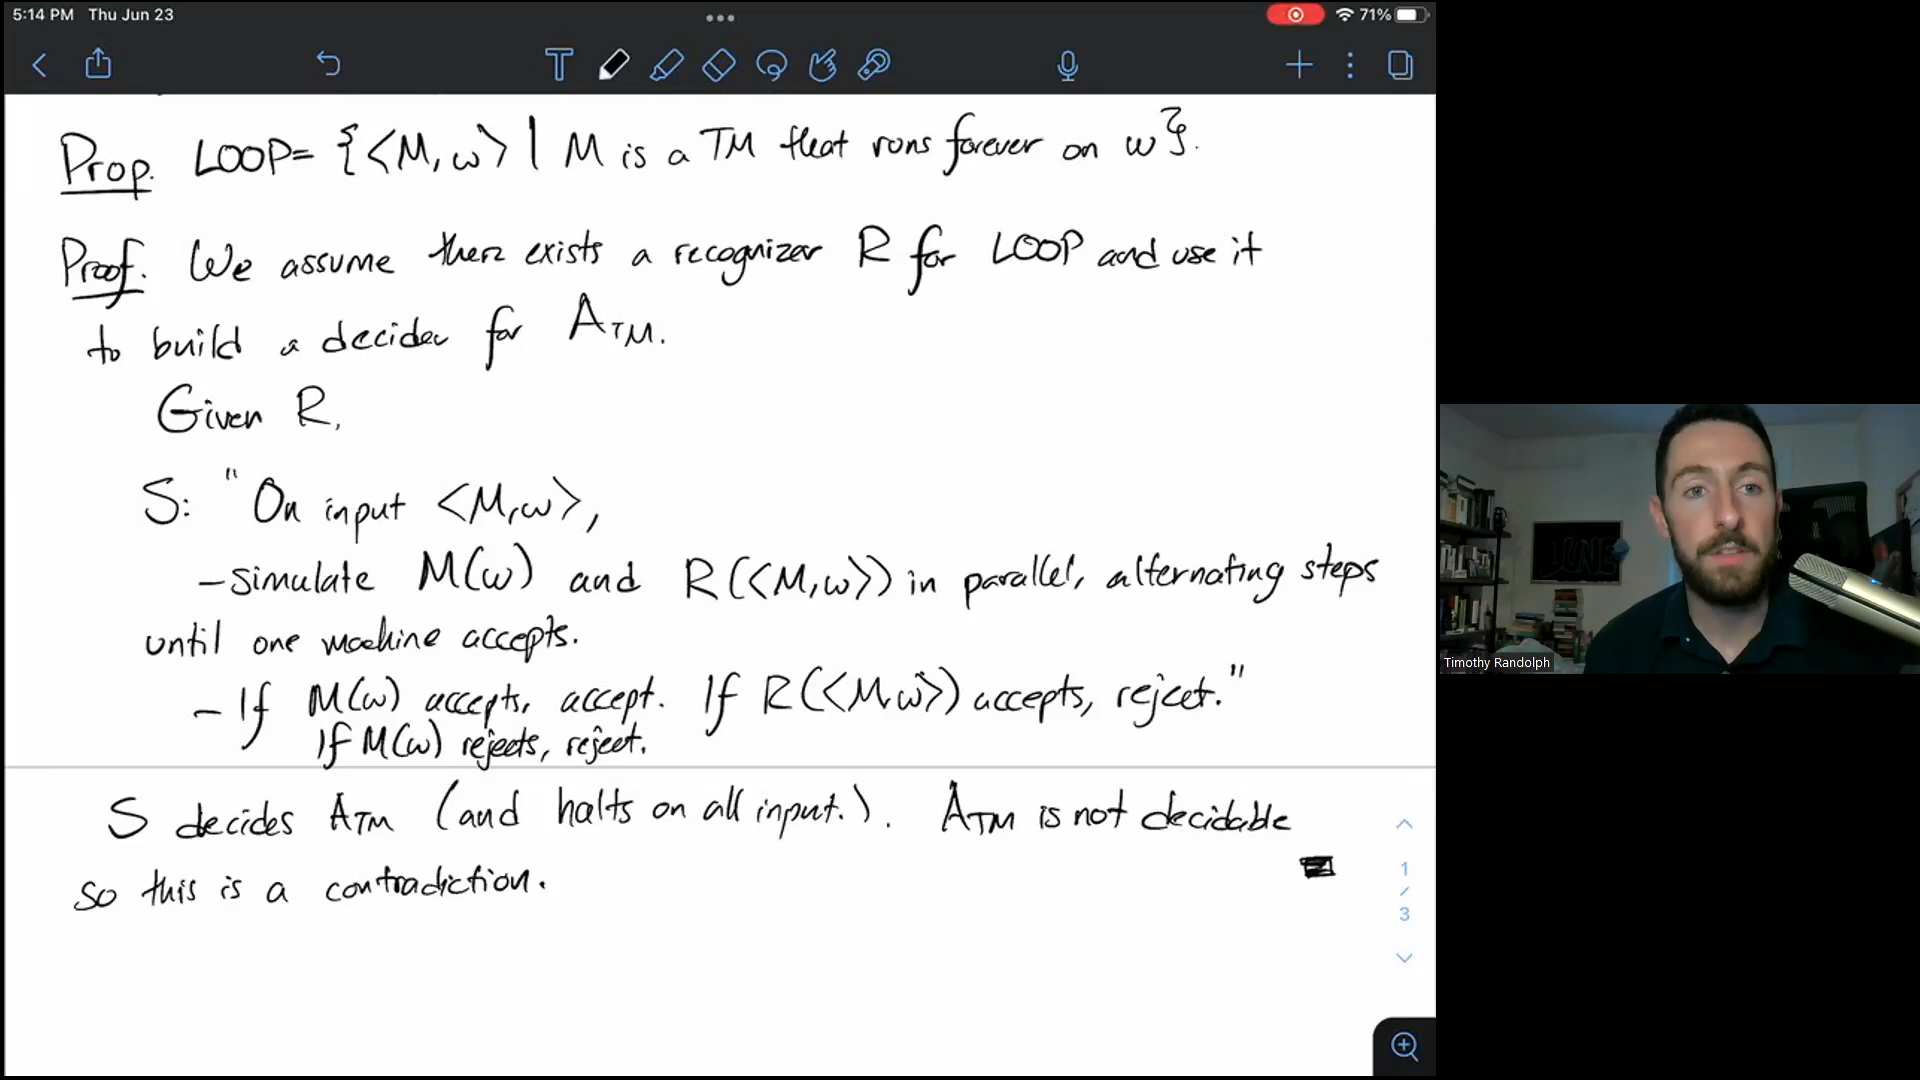 5:14 PM Thu Jun 23
71%
Prop. LOOP= {<M,w> | M is a TM that runs forever on w}.
Proof. We assume there exists a recognizer R for LOOP and use it
to build a decider for ATM.
Given R,
S: "On input <M,w>,
-simulate M(w) and R(<M,w>) in parallel, alternating steps
until one machine accepts.
- If M(w) accepts, accept. If R(<M,w>) accepts, reject."
If M(w) rejects, reject.
S decides ATM (and halts on all input.). ATM is not decidable
so this is a contradiction.
1
/
3
JUNE
Timothy Randolph